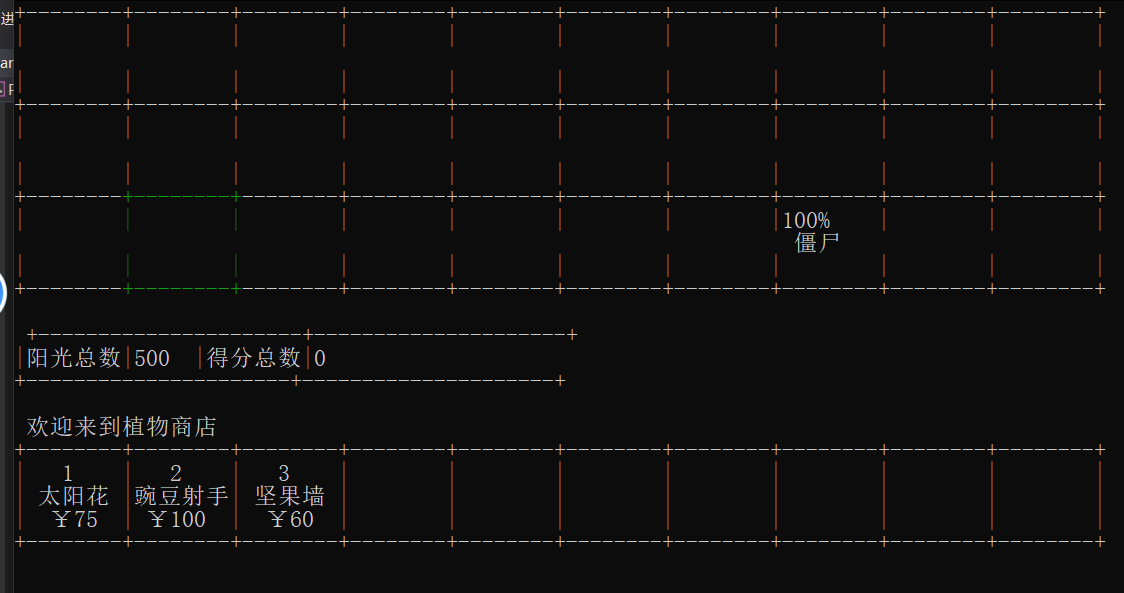 进
ar
100%
僵尸
阳光总数|500 |得分总数|0
欢迎来到植物商店
1 2 3
太阳花 豌豆射手 坚果墙
￥75 ￥100 ￥60